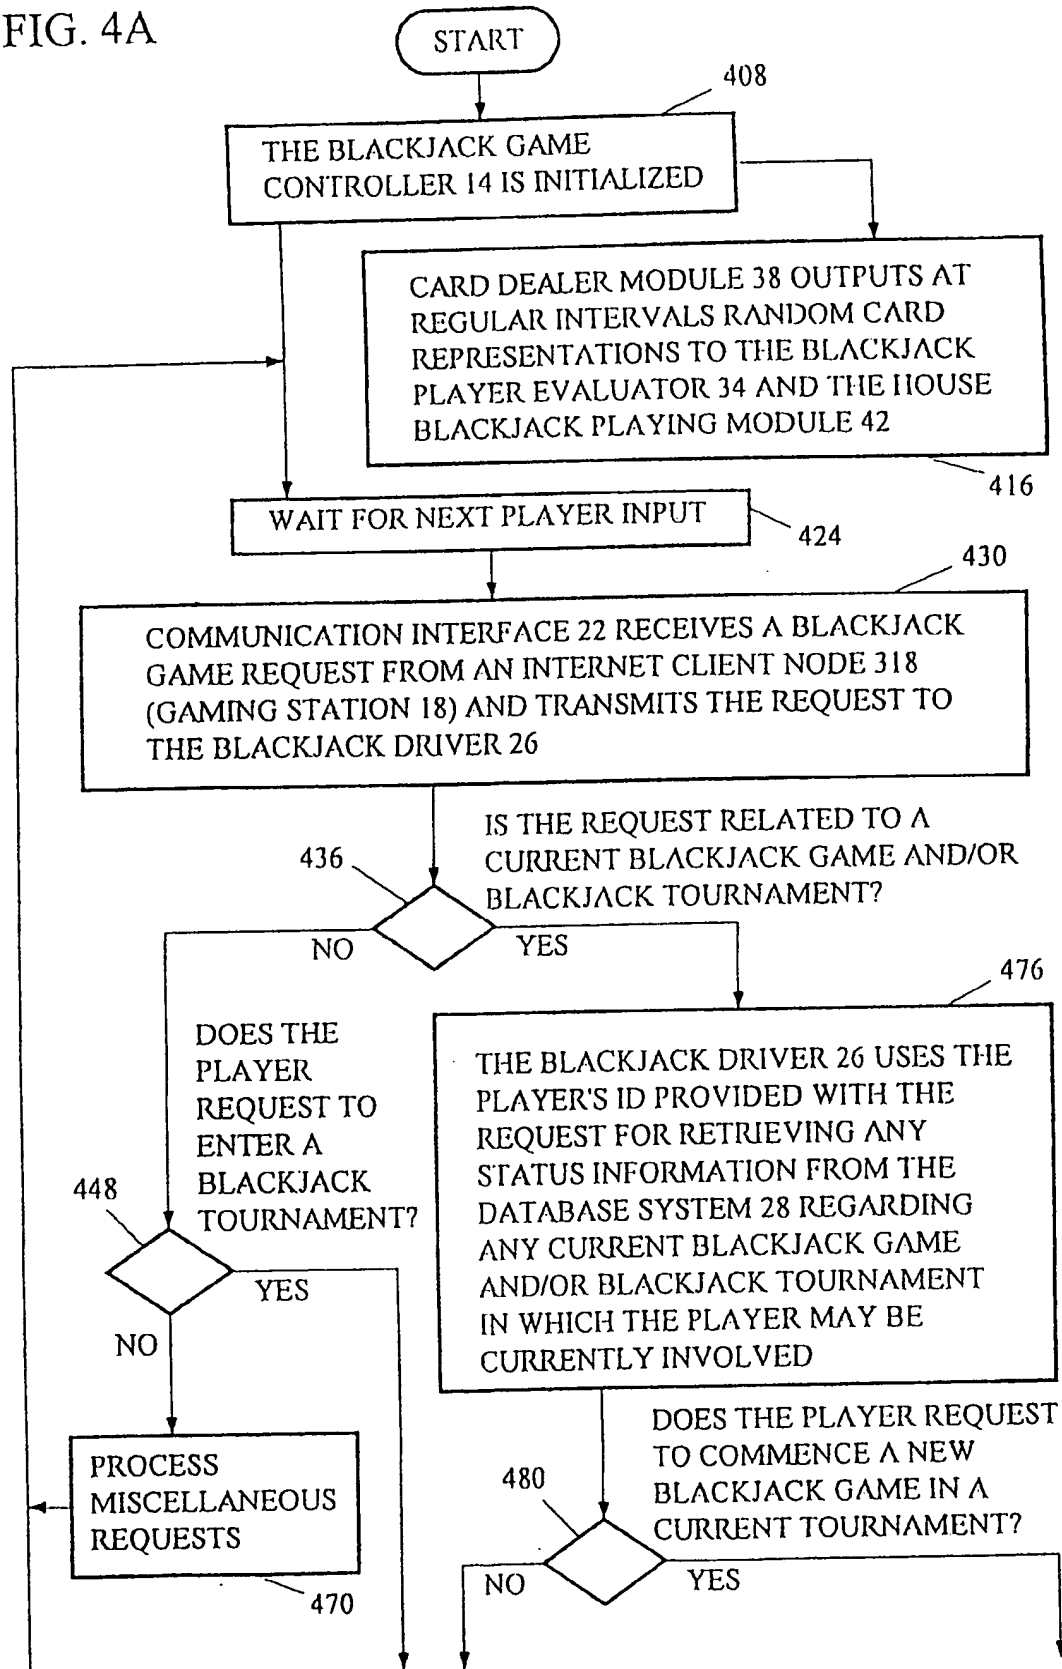 FIG. 4A
START
408
THE BLACKJACK GAME
CONTROLLER 14 IS INITIALIZED
CARD DEALER MODULE 38 OUTPUTS AT
REGULAR INTERVALS RANDOM CARD
REPRESENTATIONS TO THE BLACKJACK
PLAYER EVALUATOR 34 AND THE HOUSE
BLACKJACK PLAYING MODULE 42
416
WAIT FOR NEXT PLAYER INPUT
424
430
COMMUNICATION INTERFACE 22 RECEIVES A BLACKJACK
GAME REQUEST FROM AN INTERNET CLIENT NODE 318
(GAMING STATION 18) AND TRANSMITS THE REQUEST TO
THE BLACKJACK DRIVER 26
IS THE REQUEST RELATED TO A
CURRENT BLACKJACK GAME AND/OR
BLACKJACK TOURNAMENT?
436
NO
YES
476
DOES THE
PLAYER
REQUEST TO
ENTER A
BLACKJACK
TOURNAMENT?
448
YES
NO
THE BLACKJACK DRIVER 26 USES THE
PLAYER'S ID PROVIDED WITH THE
REQUEST FOR RETRIEVING ANY
STATUS INFORMATION FROM THE
DATABASE SYSTEM 28 REGARDING
ANY CURRENT BLACKJACK GAME
AND/OR BLACKJACK TOURNAMENT
IN WHICH THE PLAYER MAY BE
CURRENTLY INVOLVED
PROCESS
MISCELLANEOUS
REQUESTS
470
DOES THE PLAYER REQUEST
TO COMMENCE A NEW
BLACKJACK GAME IN A
CURRENT TOURNAMENT?
480
NO
YES